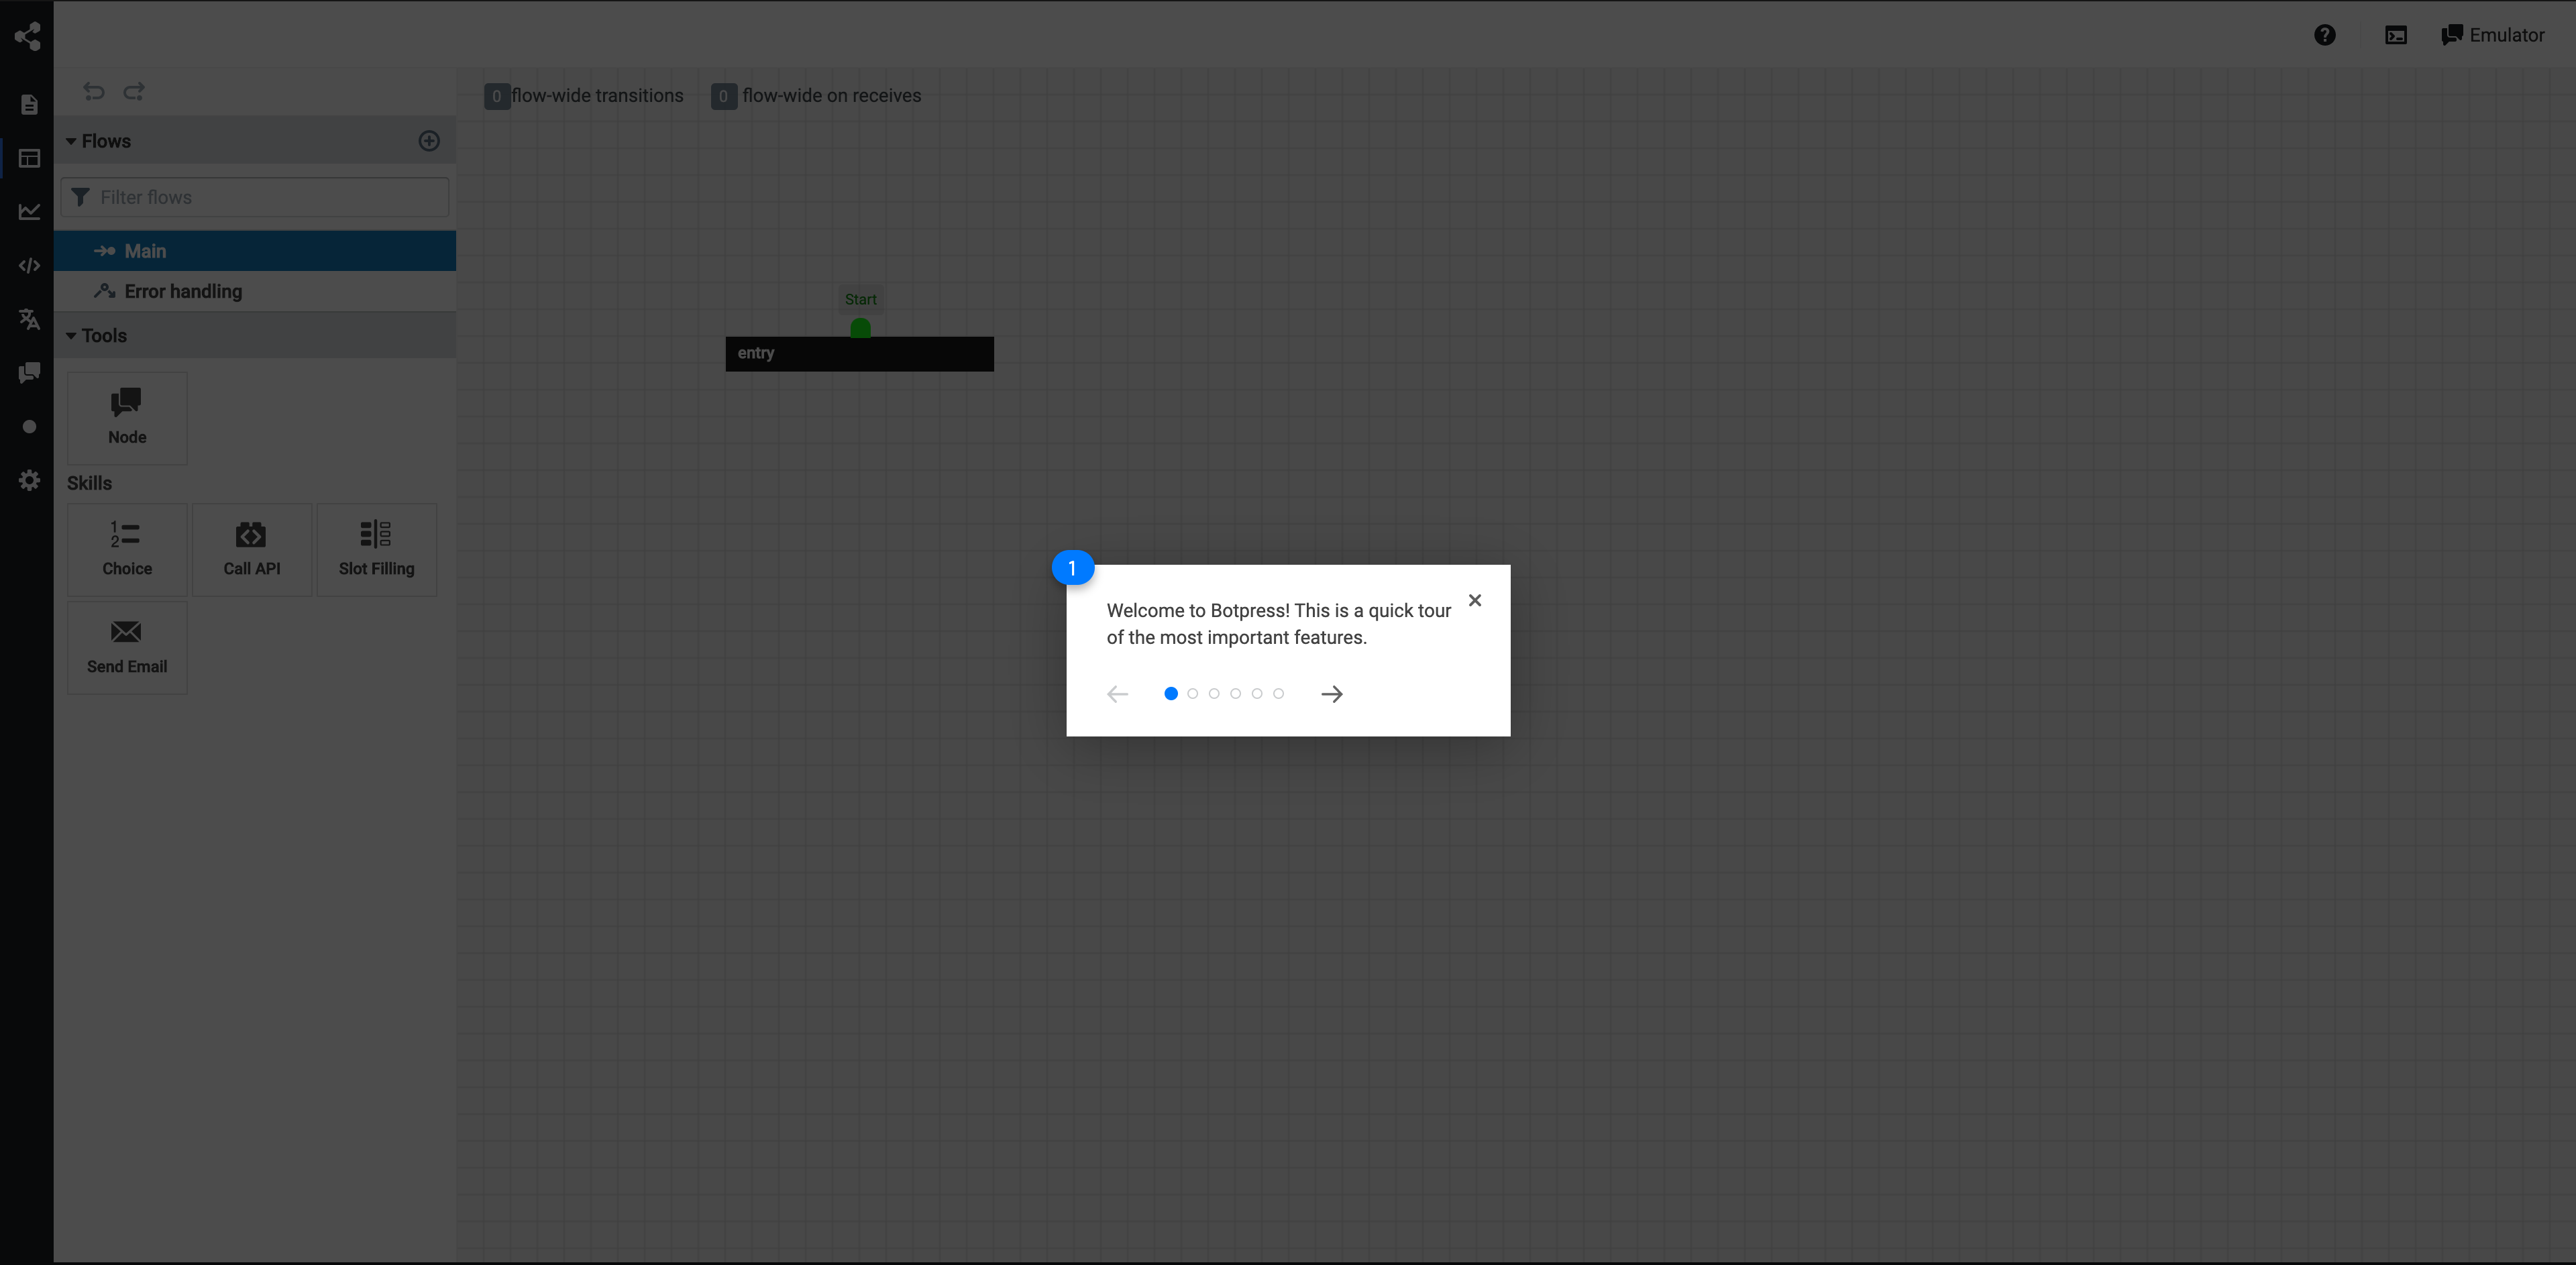 Emulator
0 flow-wide transitions 0 flow-wide on receives
Flows
Filter flows
Main
Error handling
Tools
Node
Skills
1
2
Choice
Call API
Slot Filling
Send Email
Start
entry
1
Welcome to Botpress! This is a quick tour
of the most important features.